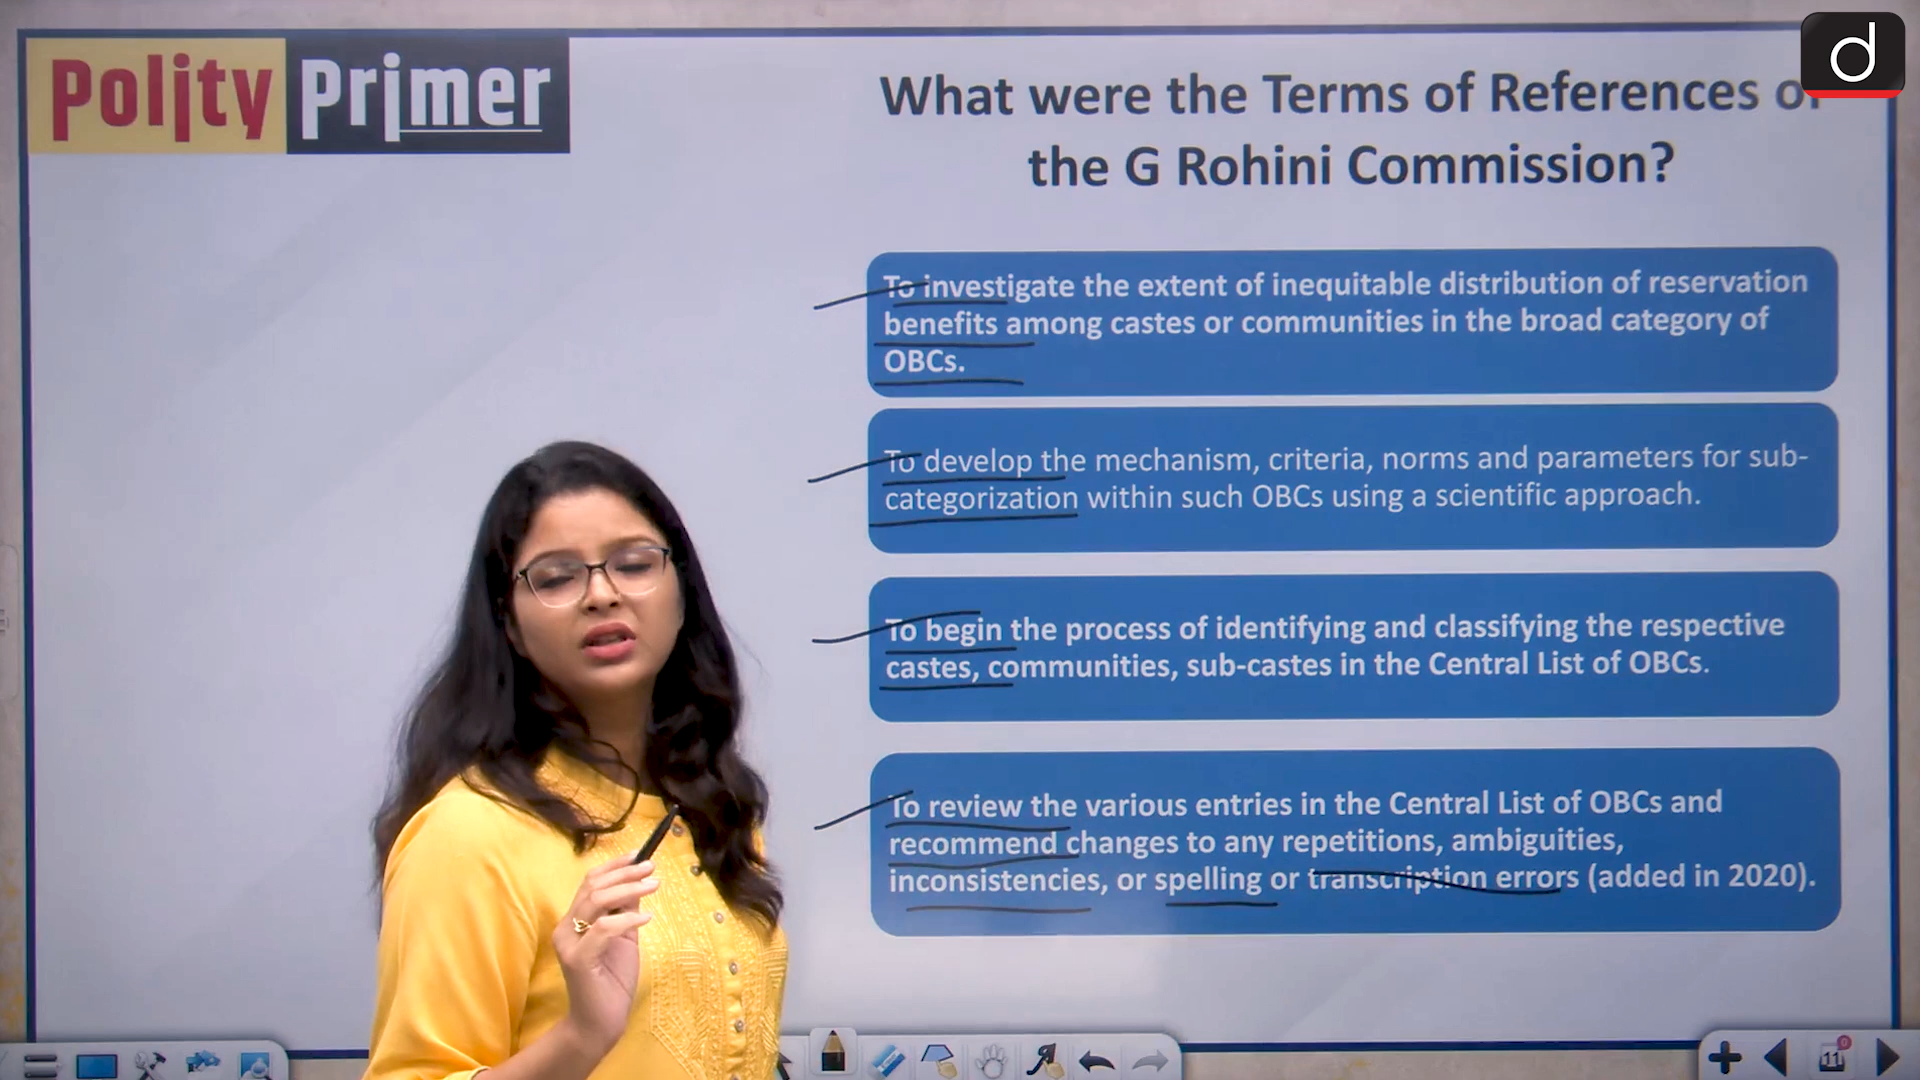 Polity Primer
d
What were the Terms of References of
the G Rohini Commission?
To investigate the extent of inequitable distribution of reservation
benefits among castes or communities in the broad category of
OBCs.
To develop the mechanism, criteria, norms and parameters for sub-
categorization within such OBCs using a scientific approach.
To begin the process of identifying and classifying the respective
castes, communities, sub-castes in the Central List of OBCs.
To review the various entries in the Central List of OBCs and
recommend changes to any repetitions, ambiguities,
inconsistencies, or spelling or transcription errors (added in 2020).
11